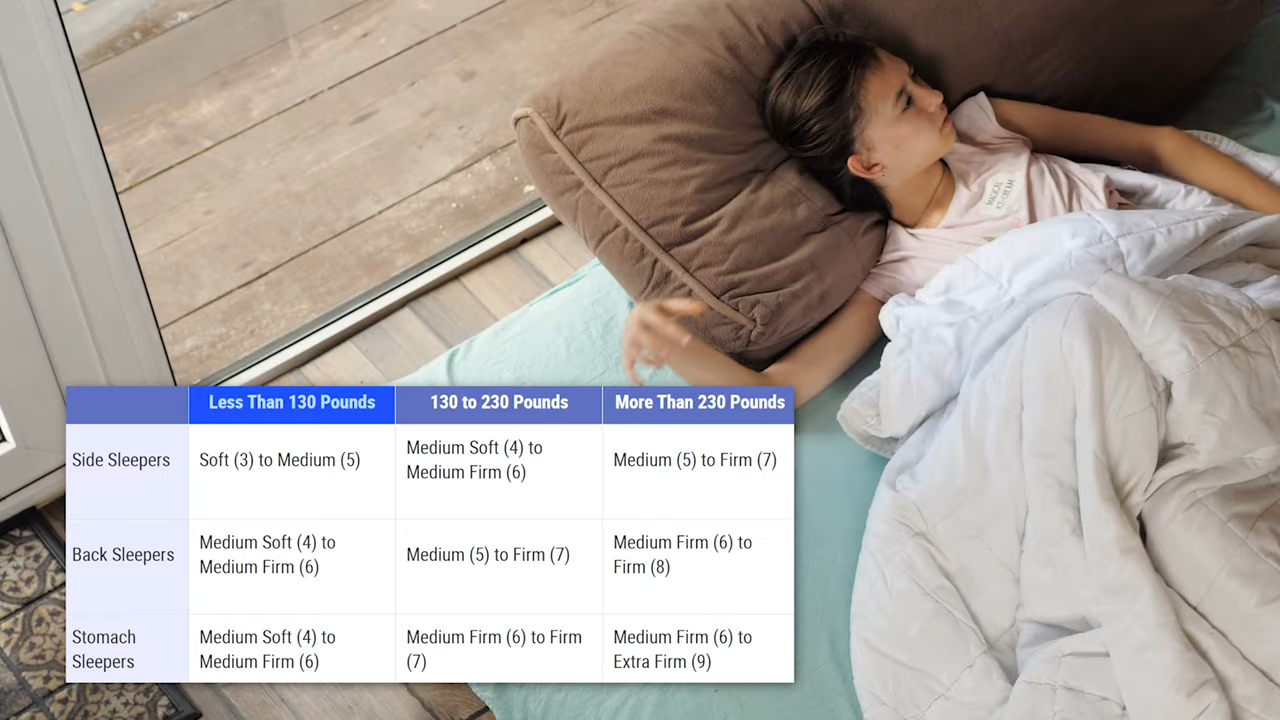 MAGICAL
ICE-CREAM
Less Than 130 Pounds
130 to 230 Pounds
More Than 230 Pounds
Side Sleepers
Soft (3) to Medium (5)
Medium Soft (4) to
Medium Firm (6)
Medium (5) to Firm (7)
Back Sleepers
Medium Soft (4) to
Medium Firm (6)
Medium (5) to Firm (7)
Medium Firm (6) to
Firm (8)
Stomach
Sleepers
Medium Soft (4) to
Medium Firm (6)
Medium Firm (6) to Firm
(7)
Medium Firm (6) to
Extra Firm (9)